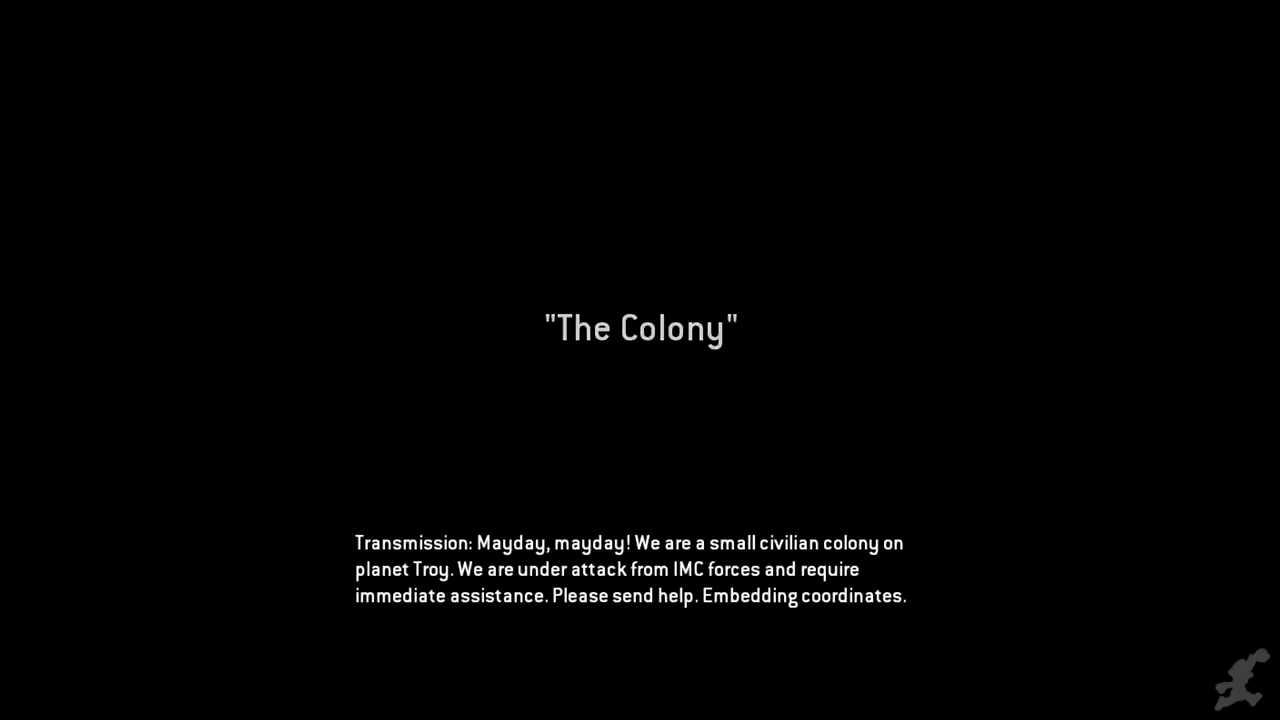 "The Colony"
Transmission: Mayday, mayday! We are a small civilian colony on
planet Troy. We are under attack from IMC forces and require
immediate assistance. Please send help. Embedding coordinates.